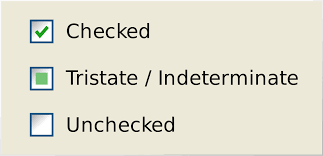 Checked
Tristate / Indeterminate
Unchecked